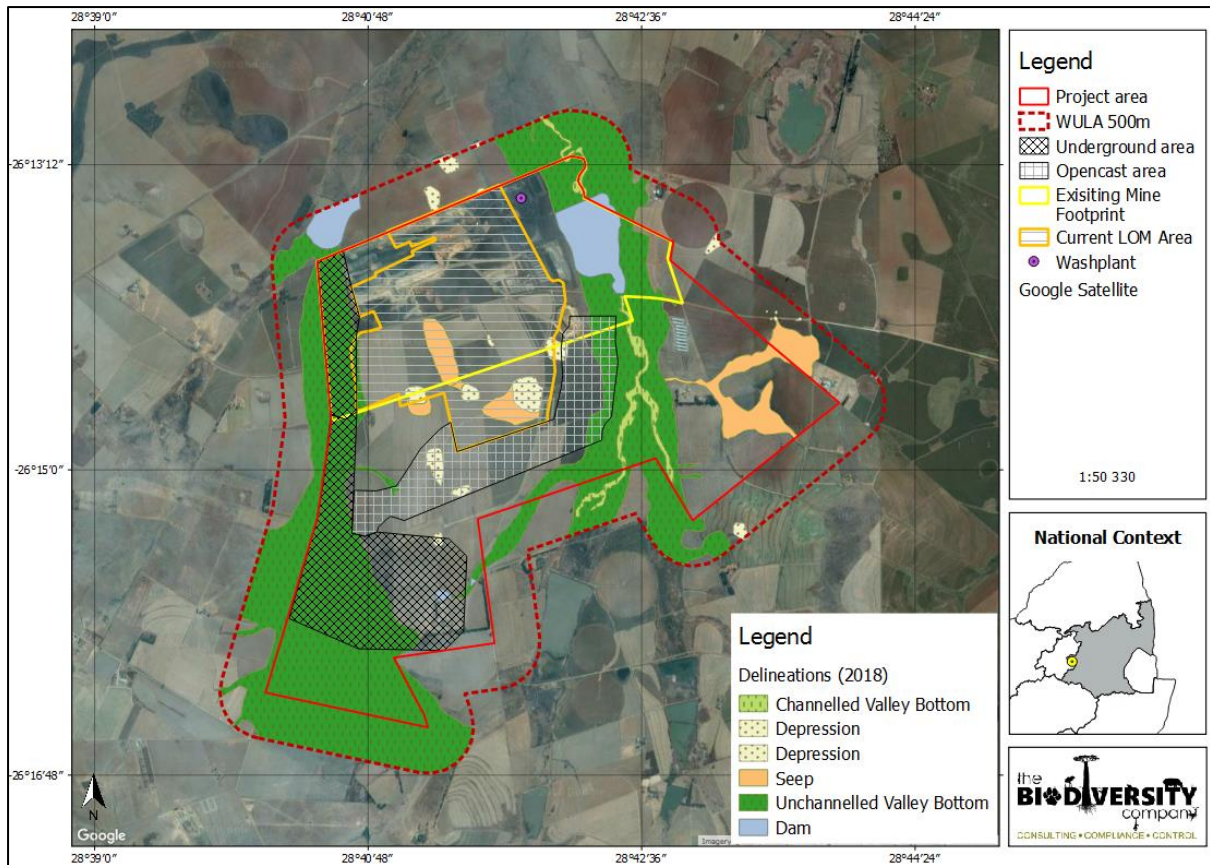 28°39'0"
28°40'48"
28°42'36"
28°44'24"
-26°13'12"
-26°15'0"
-26°16'48"
28°39'0"
28°40'48"
28°42'36"
28°44'24"
N
Google
Imagery
Legend
Project area
WULA 500m
Underground area
Opencast area
Exisiting Mine
Footprint
Current LOM Area
Washplant
Google Satellite
1:50 330
National Context
Legend
Delineations (2018)
Channelled Valley Bottom
Depression
Depression
Seep
Unchannelled Valley Bottom
Dam
the
BIODIVERSITY
company
CONSULTING • COMPLIANCE • CONTROL